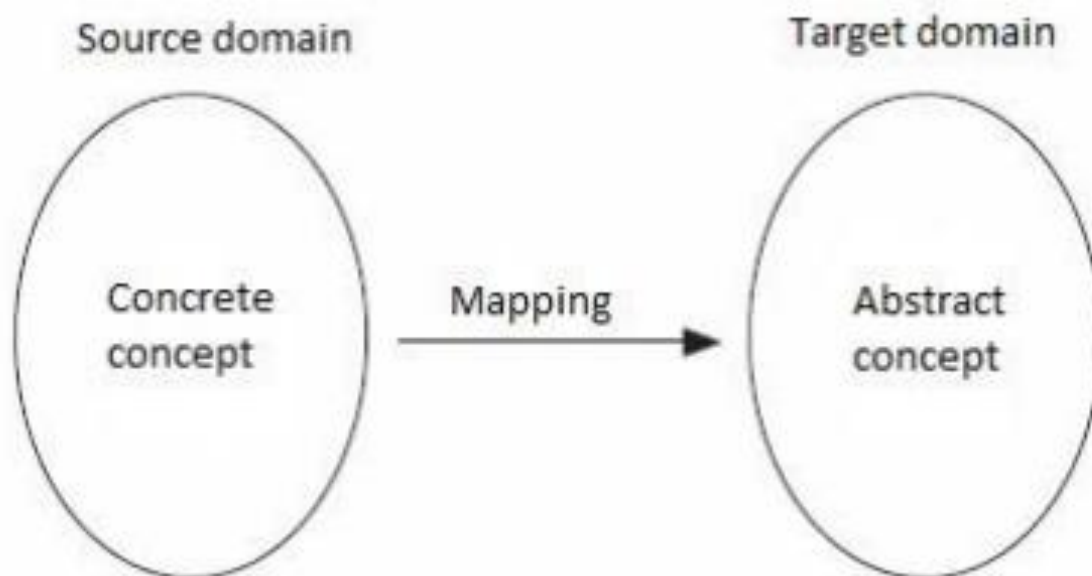 Source domain
Target domain
Concrete
concept
Mapping
Abstract
concept